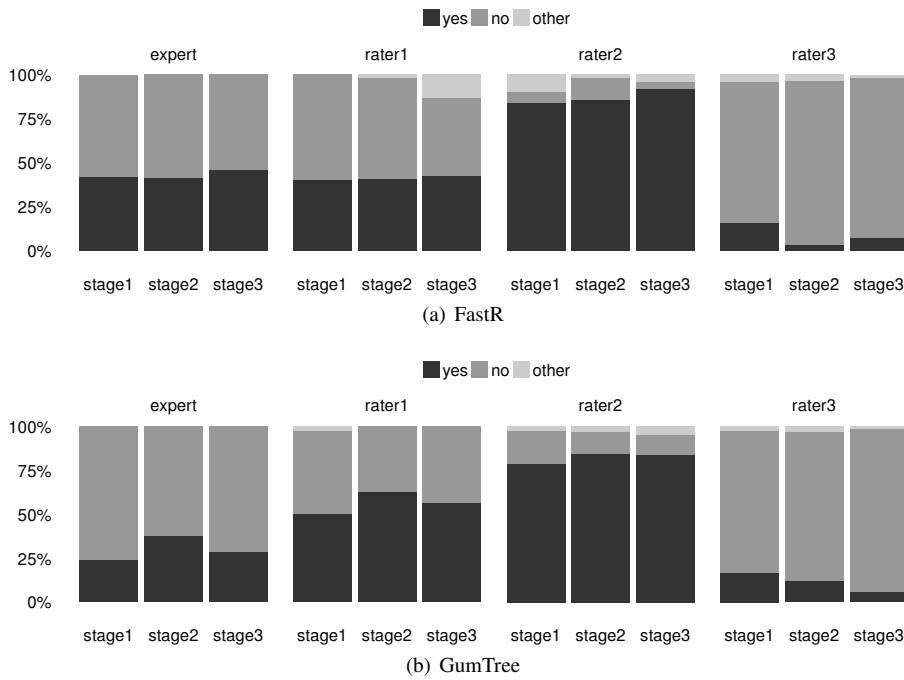 yes no other
expert rater1 rater2 rater3
100%
75%
50%
25%
0%
stage1 stage2 stage3 stage1 stage2 stage3 stage1 stage2 stage3 stage1 stage2 stage3
(a) FastR
yes no other
expert rater1 rater2 rater3
100%
75%
50%
25%
0%
stage1 stage2 stage3 stage1 stage2 stage3 stage1 stage2 stage3 stage1 stage2 stage3
(b) GumTree